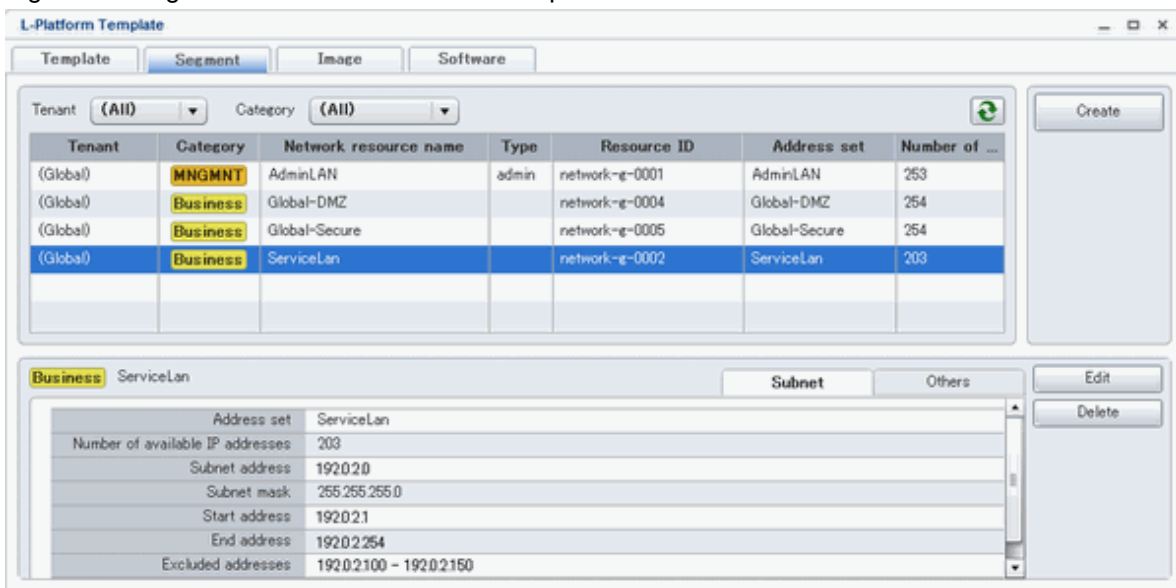 L-Platform Template
Template Segment Image Software
Tenant (All) Category (All) Create
Tenant Category Network resource name Type Resource ID Address set Number of ...
(Global) MNGMNT AdminLAN admin network-g-0001 AdminLAN 253
(Global) Business Global-DMZ network-g-0004 Global-DMZ 254
(Global) Business Global-Secure network-g-0005 Global-Secure 254
(Global) Business ServiceLan network-g-0002 ServiceLan 203
Business ServiceLan Subnet Others Edit
Delete
Address set ServiceLan
Number of available IP addresses 203
Subnet address 192.0.2.0
Subnet mask 255.255.255.0
Start address 192.0.2.1
End address 192.0.2.254
Excluded addresses 192.0.2.100 - 192.0.2.150